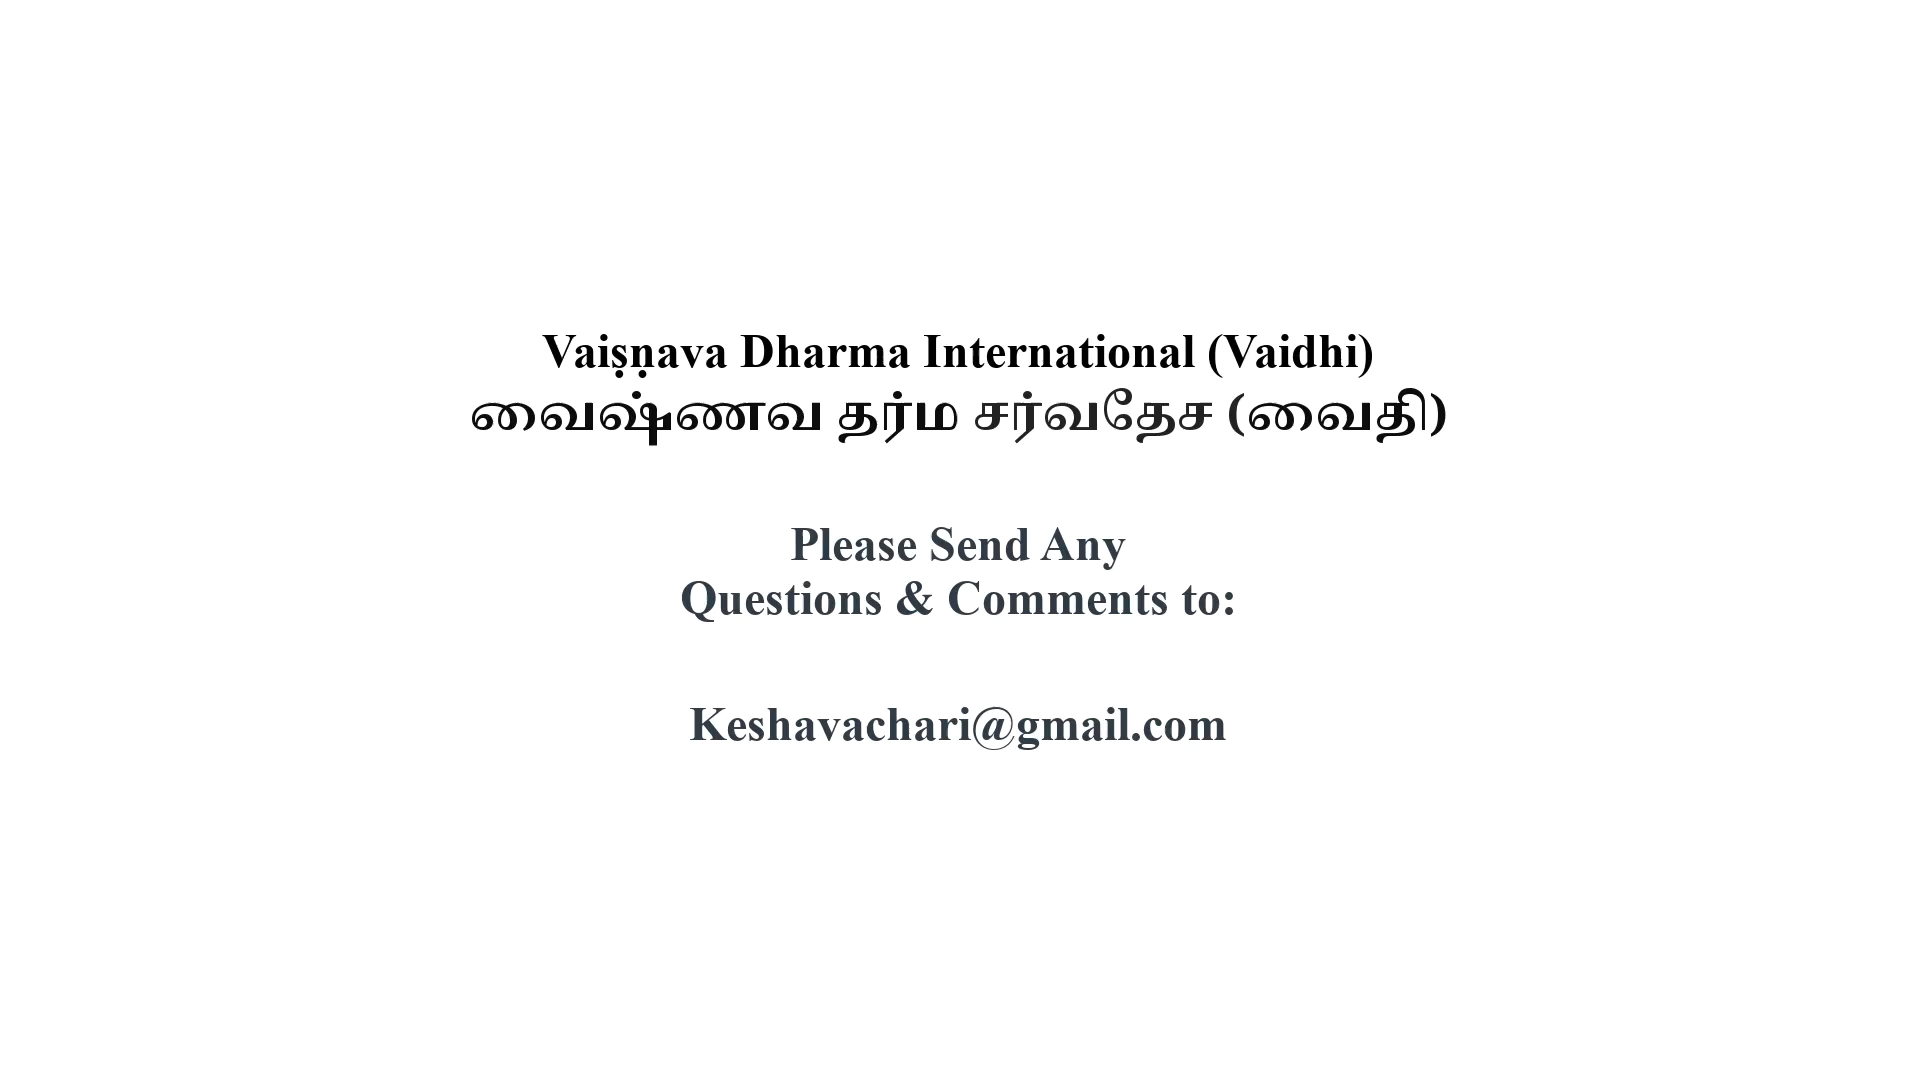 Vaiṣṇava Dharma International (Vaidhi)
வைஷ்ணவ தர்ம சர்வதேச (வைதி)
Please Send Any
Questions & Comments to:
Keshavachari@gmail.com